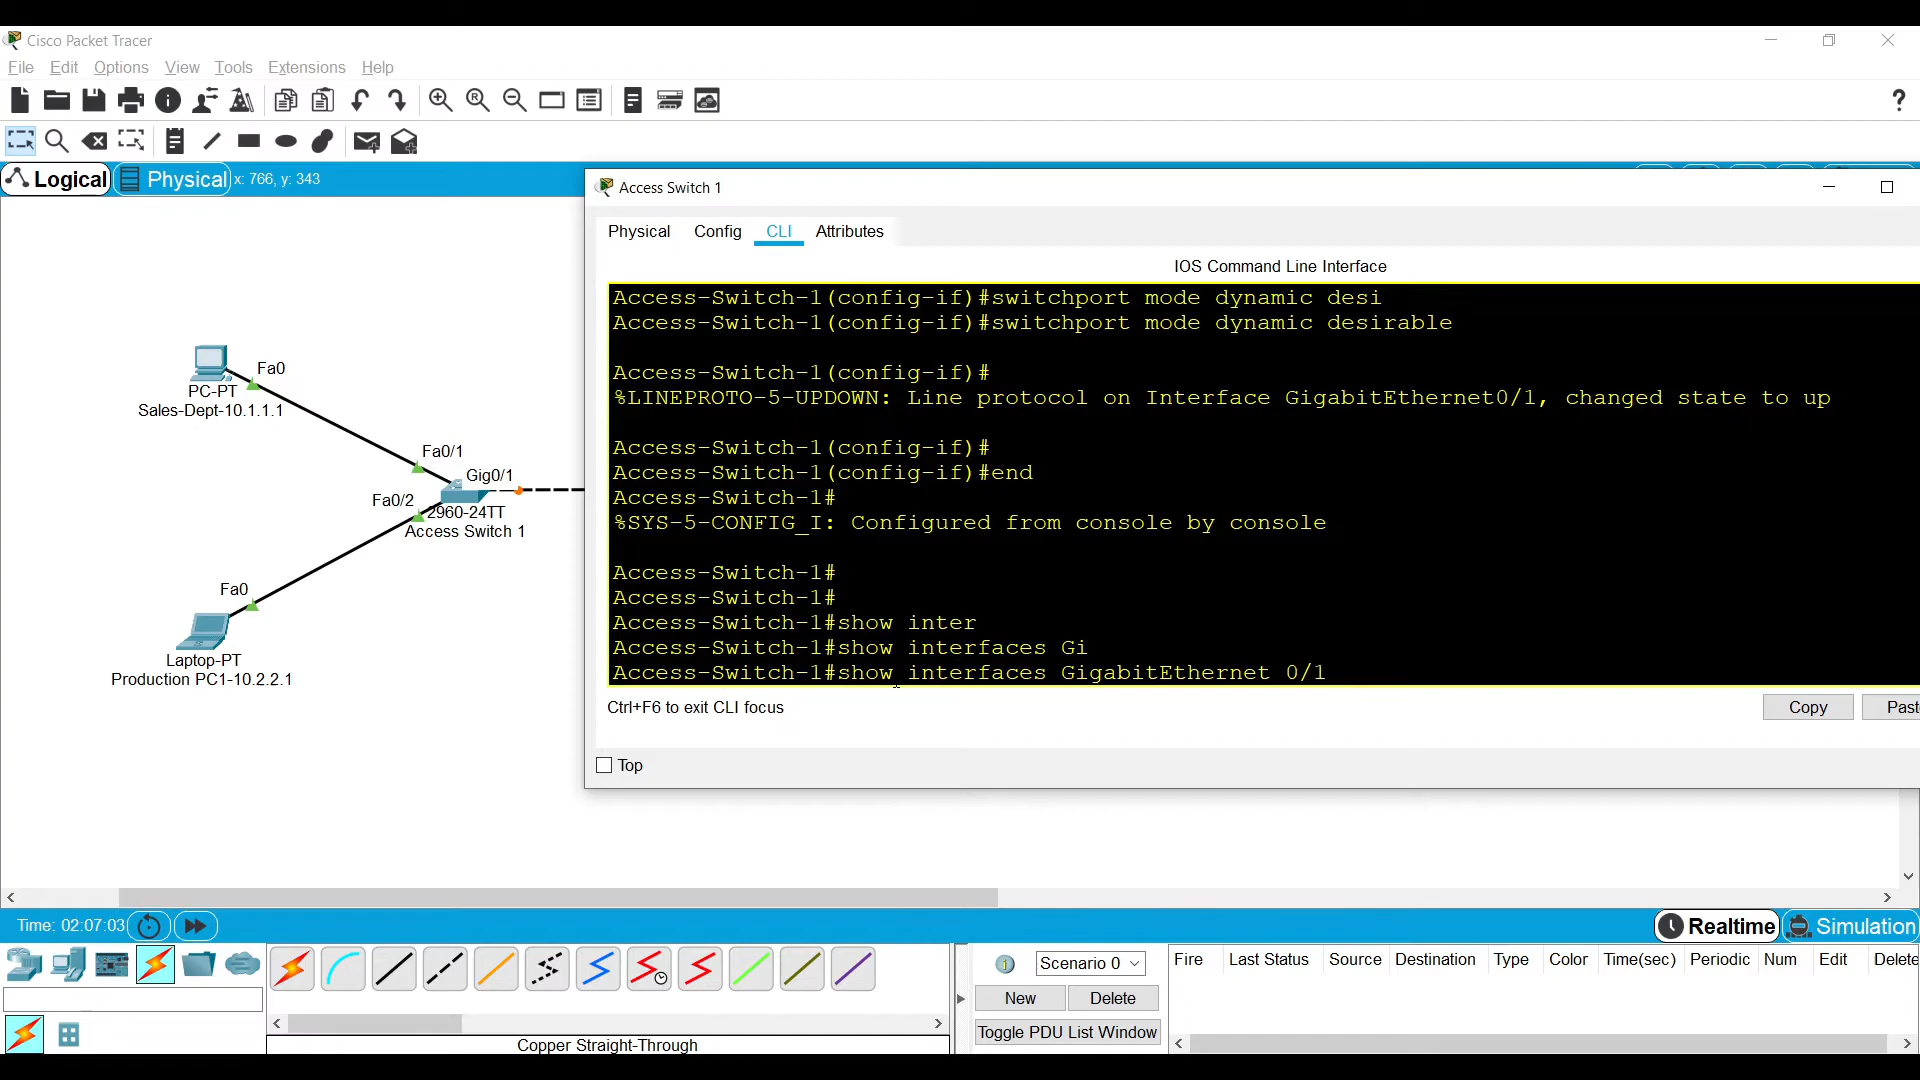 Cisco Packet Tracer
File Edit Options View Tools Extensions Help
?
Logical Physical x: 766, y: 343
Access Switch 1
Physical Config CLI Attributes
IOS Command Line Interface
Access-Switch-1(config-if)#switchport mode dynamic desi
Access-Switch-1(config-if)#switchport mode dynamic desirable
Access-Switch-1(config-if)#
%LINEPROTO-5-UPDOWN: Line protocol on Interface GigabitEthernet0/1, changed state to up
Access-Switch-1(config-if)#
Access-Switch-1(config-if)#end
Access-Switch-1#
%SYS-5-CONFIG_I: Configured from console by console
Access-Switch-1#
Access-Switch-1#
Access-Switch-1#show inter
Access-Switch-1#show interfaces Gi
Access-Switch-1#show interfaces GigabitEthernet 0/1
Ctrl+F6 to exit CLI focus
Copy Past
Top
Fa0
PC-PT
Sales-Dept-10.1.1.1
Fa0/1
Gig0/1
Fa0/2
2960-24TT
Access Switch 1
Fa0
Laptop-PT
Production PC1-10.2.2.1
Time: 02:07:03
Realtime Simulation
Scenario 0
New Delete
Toggle PDU List Window
Fire Last Status Source Destination Type Color Time(sec) Periodic Num Edit Delete
Copper Straight-Through